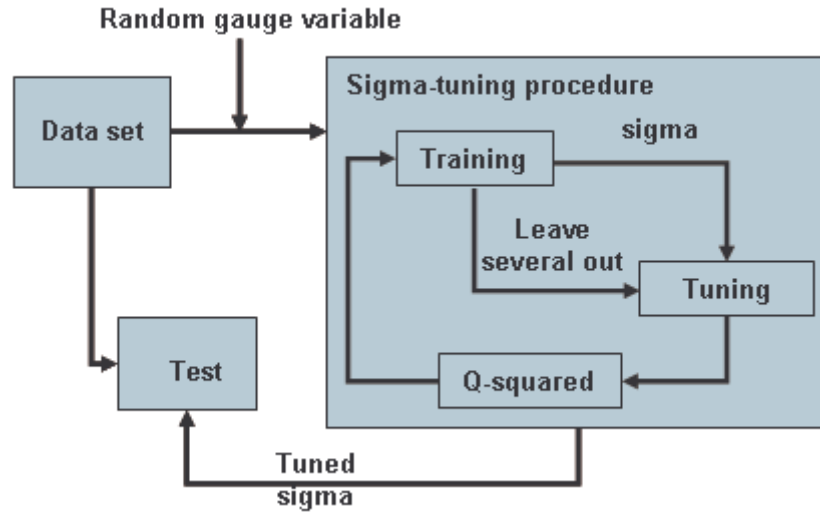 Random gauge variable
Data set
Sigma-tuning procedure
sigma
Training
Leave
several out
Tuning
Test
Q-squared
Tuned
sigma